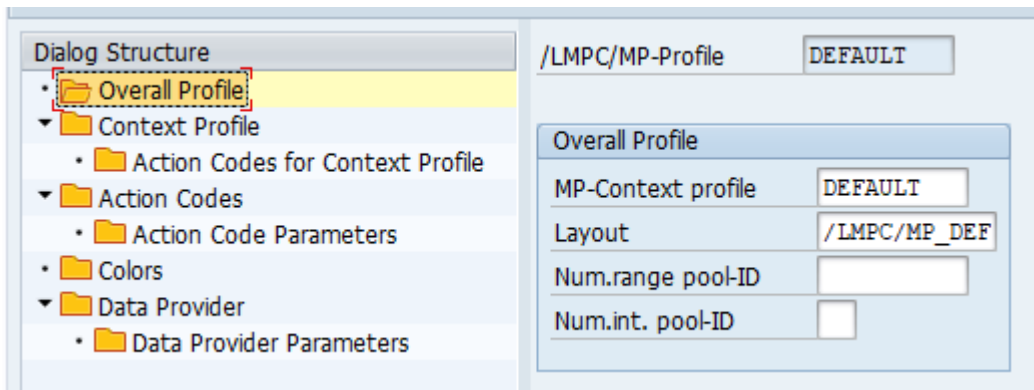 Dialog Structure
Overall Profile
Context Profile
Action Codes for Context Profile
Action Codes
Action Code Parameters
Colors
Data Provider
Data Provider Parameters
/LMPC/MP-Profile DEFAULT
Overall Profile
MP-Context profile DEFAULT
Layout /LMPC/MP_DEF
Num.range pool-ID
Num.int. pool-ID